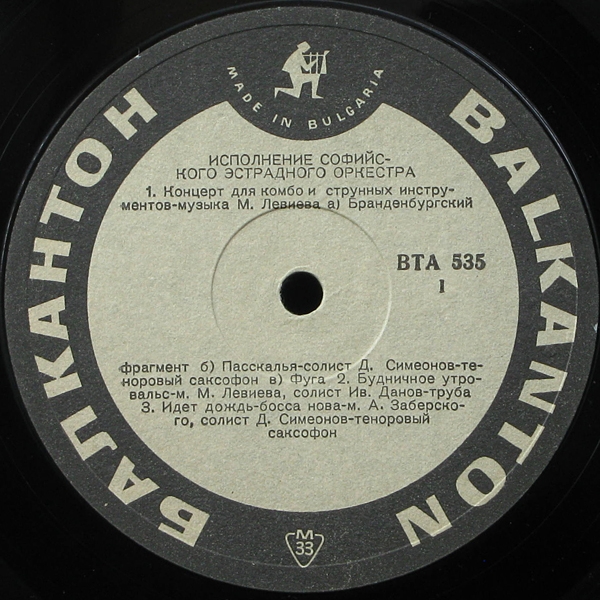 MADE IN BULGARIA
БАЛКАНТОН
BALKANTON
ИСПОЛНЕНИЕ СОФИЙС-
КОГО ЭСТРАДНОГО ОРКЕСТРА
1. Концерт для комбо и струнных инстру-
ментов-музыка М. Левиева а) Бранденбургский
ВТА 535
I
фрагмент б) Пасскалья-солист Д. Симеонов-те-
норовый саксофон в) Фуга 2. Будничное утро-
вальс-м. М. Левиева, солист Ив. Данов-труба
3. Идет дождь-босса нова-м. А. Заберско-
го, солист Д. Симеонов-теноровый
саксофон
М
33